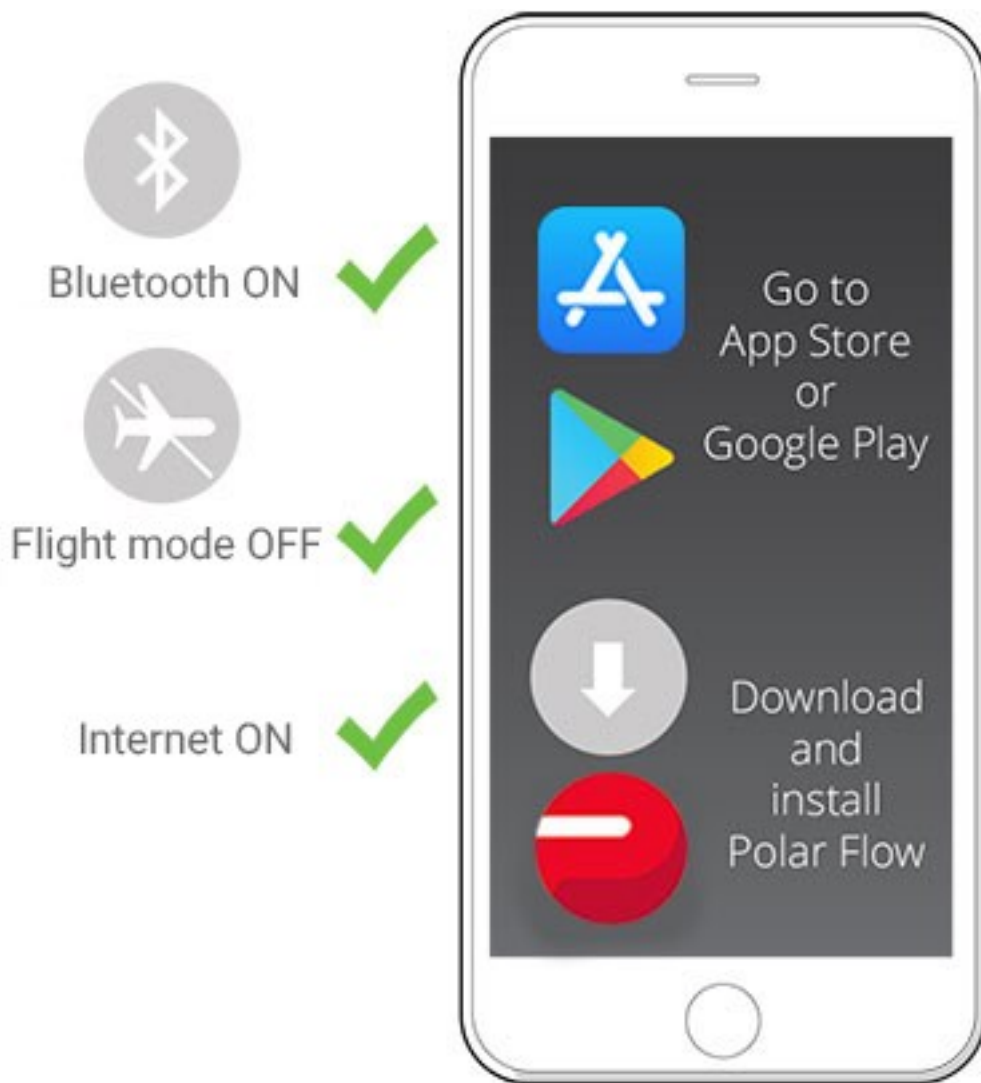 Bluetooth ON
Flight mode OFF
Internet ON
Go to
App Store
or
Google Play
Download
and
install
Polar Flow